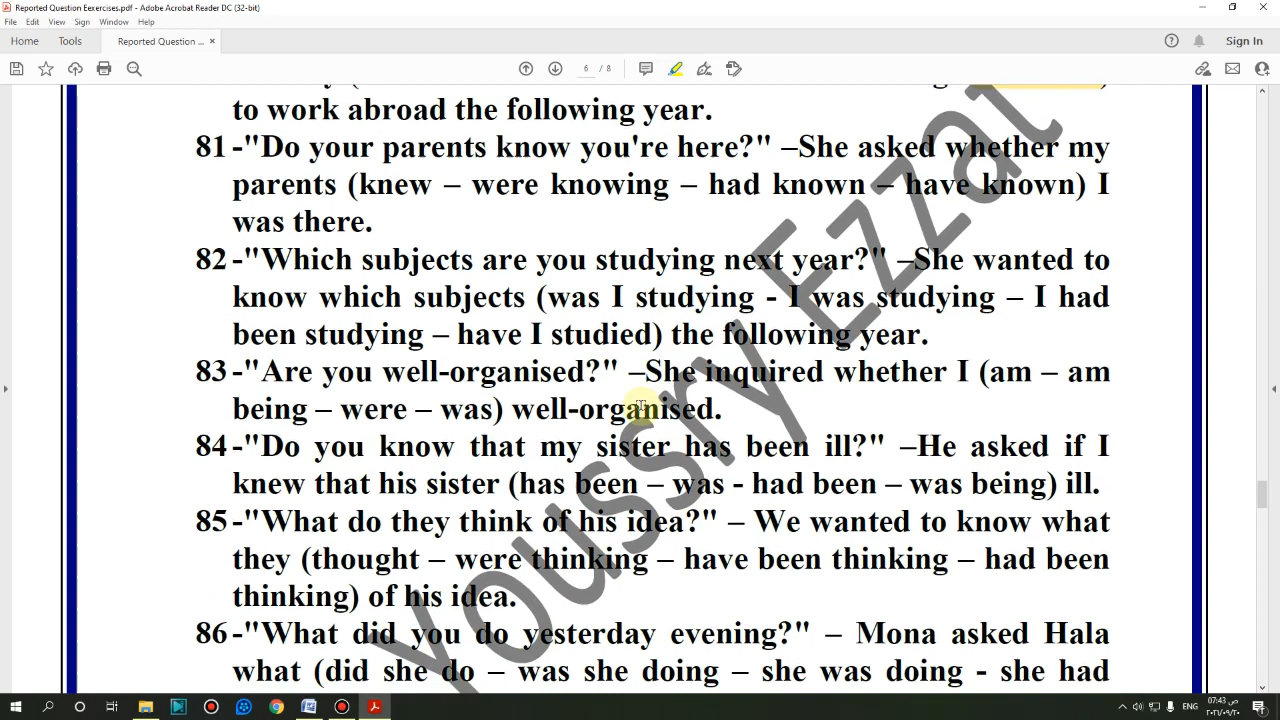 Reported Question Eexercises.pdf - Adobe Acrobat Reader DC (32-bit)
File Edit View Sign Window Help
Home Tools Reported Question ... × Sign In
6 / 8
to work abroad the following year.
81 -"Do your parents know you're here?" –She asked whether my
parents (knew – were knowing – had known – have known) I
was there.
82 -"Which subjects are you studying next year?" –She wanted to
know which subjects (was I studying - I was studying – I had
been studying – have I studied) the following year.
83 -"Are you well-organised?" –She inquired whether I (am – am
being – were – was) well-organised.
84 -"Do you know that my sister has been ill?" –He asked if I
knew that his sister (has been – was - had been – was being) ill.
85 -"What do they think of his idea?" – We wanted to know what
they (thought – were thinking – have been thinking – had been
thinking) of his idea.
86 -"What did you do yesterday evening?" – Mona asked Hala
what (did she do – was she doing – she was doing - she had
Youssry Ezzat
ENG
07:43 ص
٢٠٢١/٠٩/٢٠